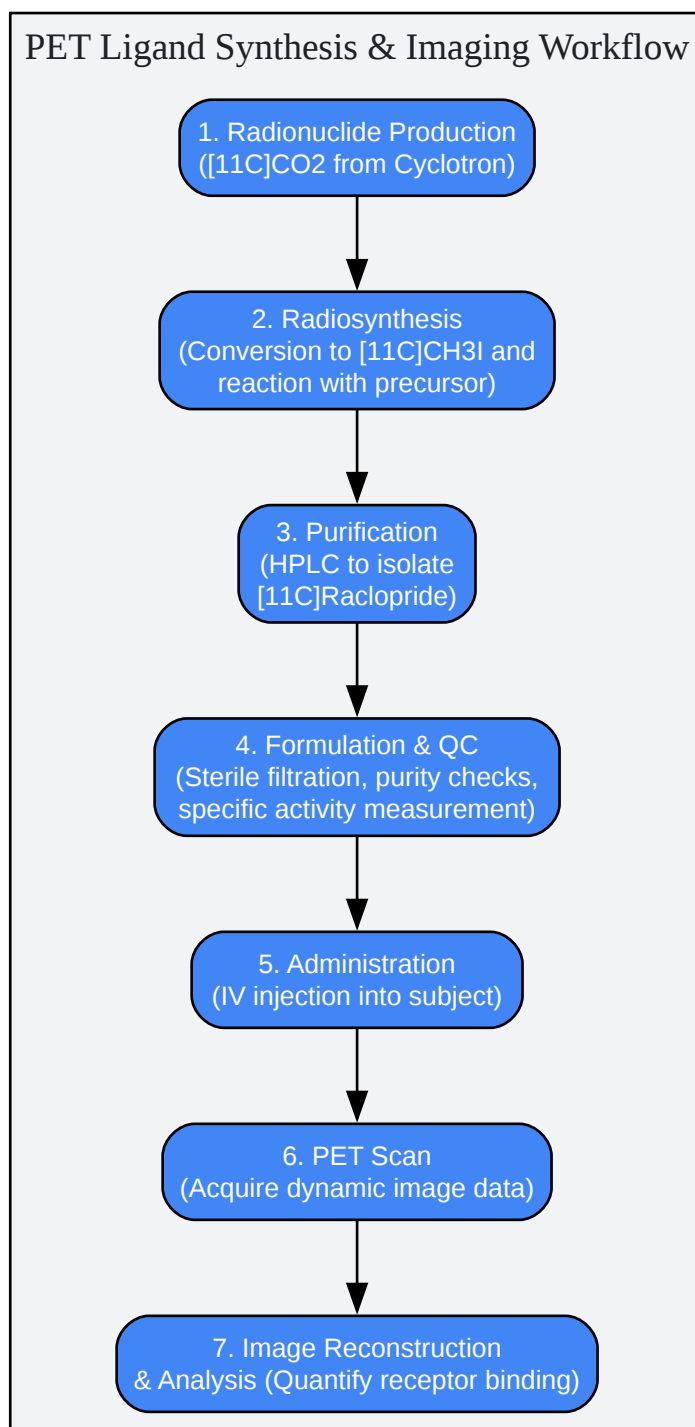 PET Ligand Synthesis & Imaging Workflow
1. Radionuclide Production
([11C]CO2 from Cyclotron)
2. Radiosynthesis
(Conversion to [11C]CH3I and
reaction with precursor)
3. Purification
(HPLC to isolate
[11C]Raclopride)
4. Formulation & QC
(Sterile filtration, purity checks,
specific activity measurement)
5. Administration
(IV injection into subject)
6. PET Scan
(Acquire dynamic image data)
7. Image Reconstruction
& Analysis (Quantify receptor binding)